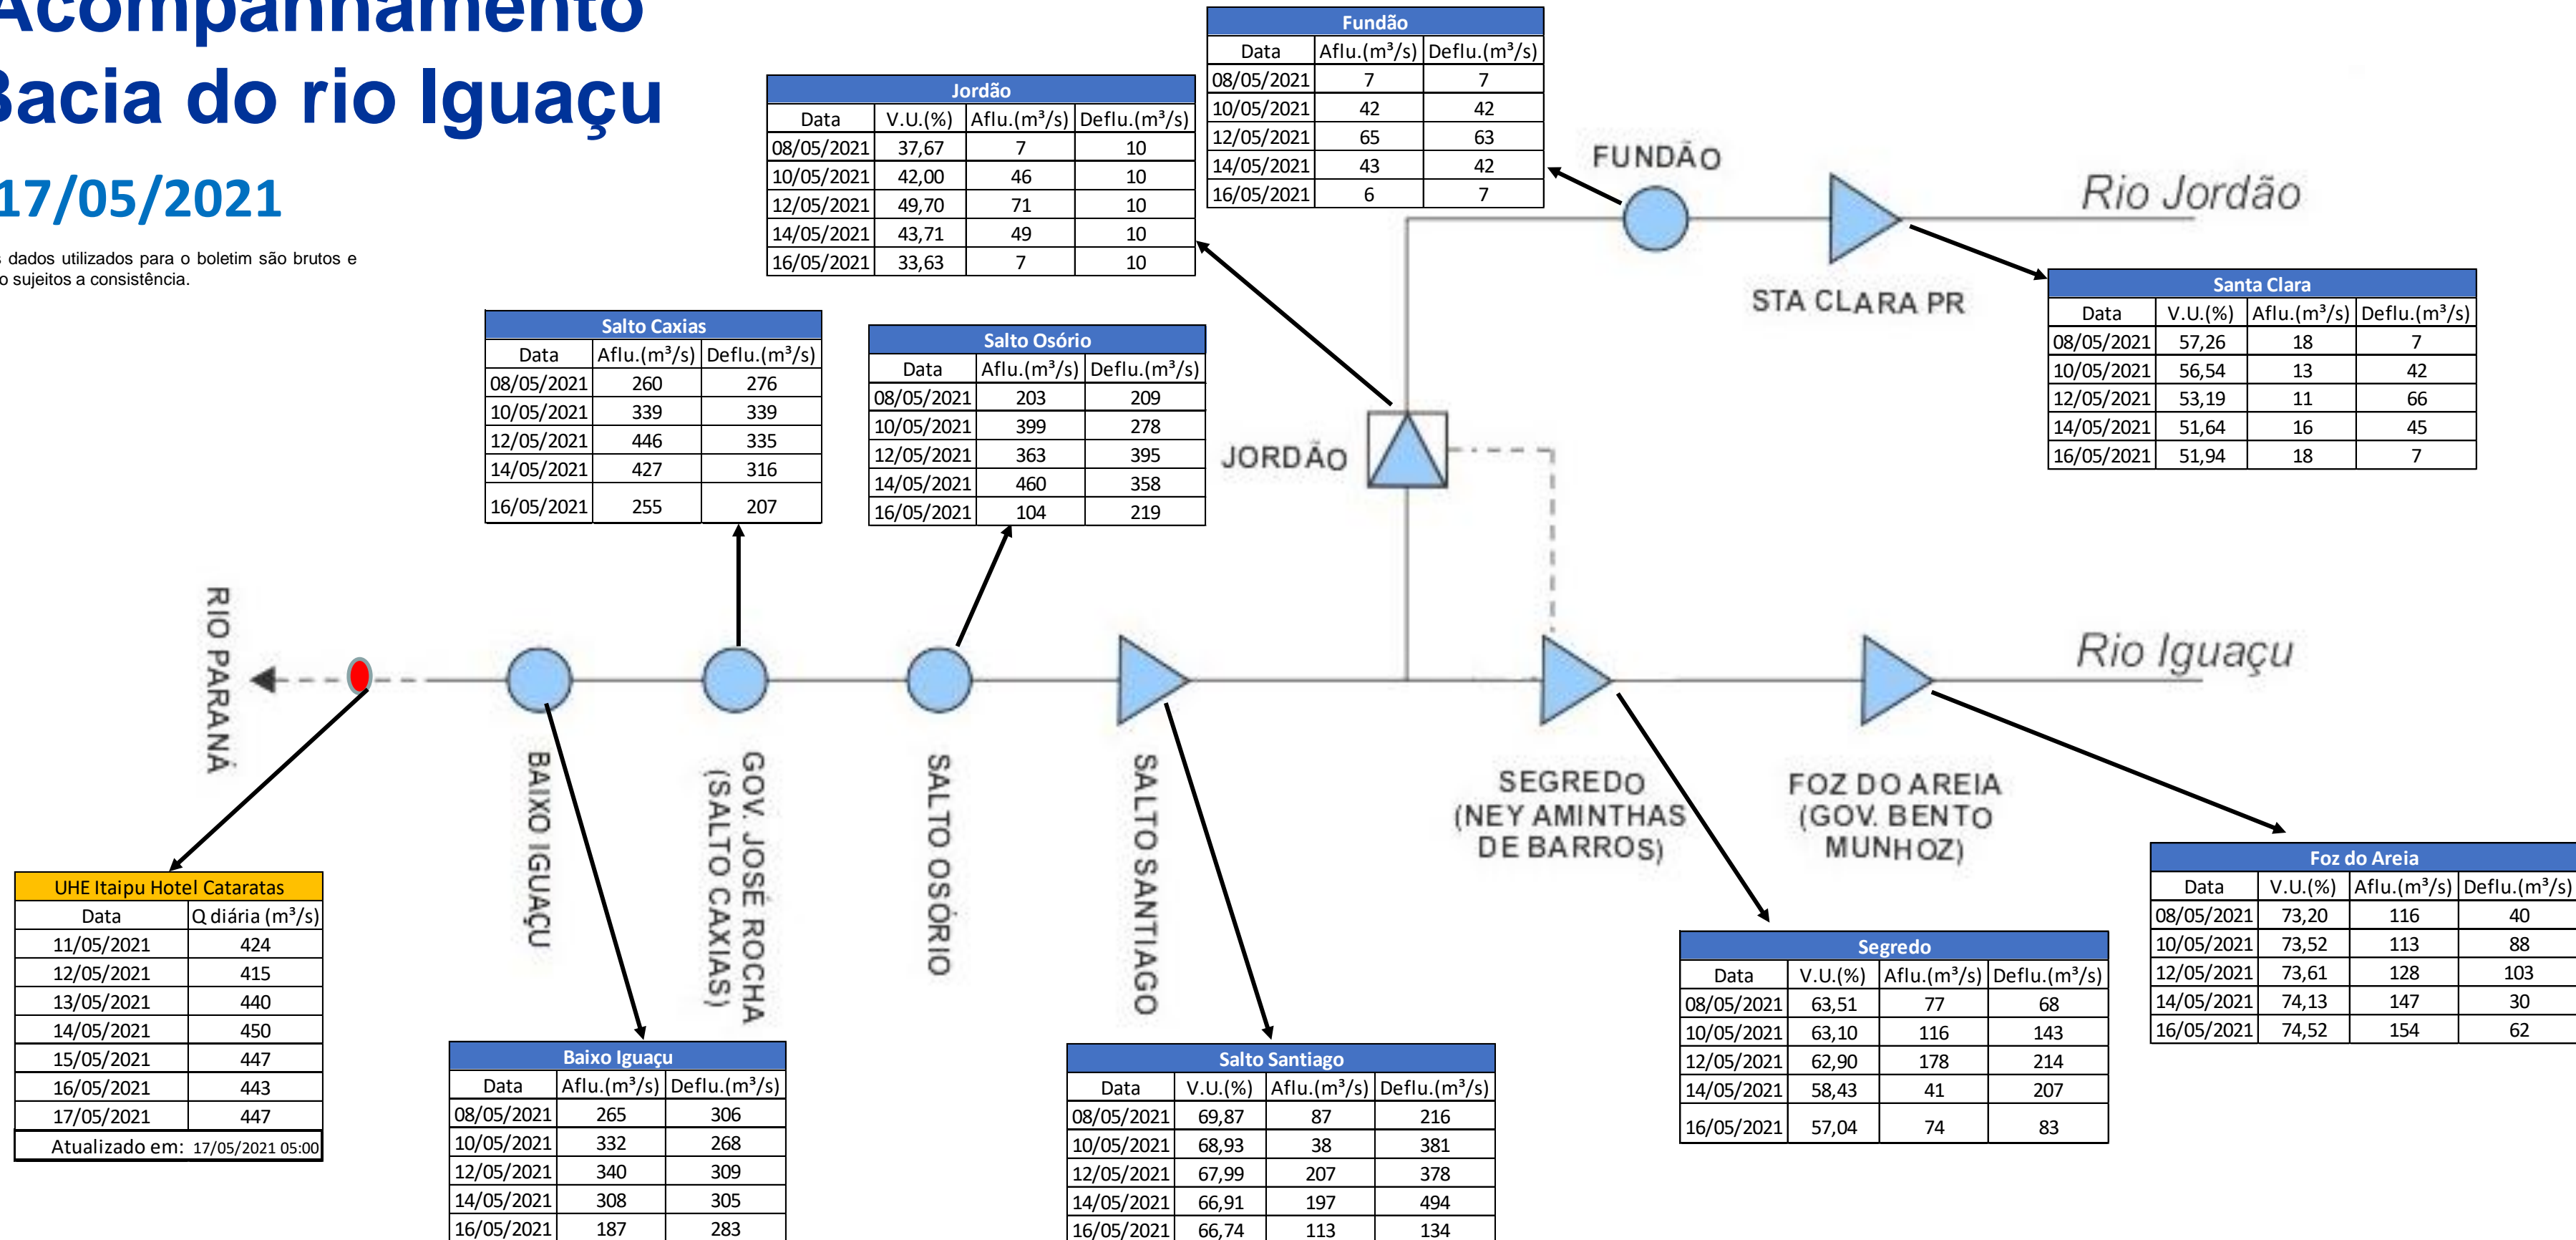 Acompanhamento
Bacia do rio Iguaçu
17/05/2021
s dados utilizados para o boletim são brutos e
o sujeitos a consistência.
Fundão
Data Aflu.(m³/s) Deflu.(m³/s)
08/05/2021 7 7
10/05/2021 42 42
12/05/2021 65 63
14/05/2021 43 42
16/05/2021 6 7
Jordão
Data V.U.(%) Aflu.(m³/s) Deflu.(m³/s)
08/05/2021 37,67 7 10
10/05/2021 42,00 46 10
12/05/2021 49,70 71 10
14/05/2021 43,71 49 10
16/05/2021 33,63 7 10
FUNDÃO
Rio Jordão
STA CLARA PR
Santa Clara
Data V.U.(%) Aflu.(m³/s) Deflu.(m³/s)
08/05/2021 57,26 18 7
10/05/2021 56,54 13 42
12/05/2021 53,19 11 66
14/05/2021 51,64 16 45
16/05/2021 51,94 18 7
Salto Caxias
Data Aflu.(m³/s) Deflu.(m³/s)
08/05/2021 260 276
10/05/2021 339 339
12/05/2021 446 335
14/05/2021 427 316
16/05/2021 255 207
Salto Osório
Data Aflu.(m³/s) Deflu.(m³/s)
08/05/2021 203 209
10/05/2021 399 278
12/05/2021 363 395
14/05/2021 460 358
16/05/2021 104 219
JORDÃO
RIO PARANÁ
Rio Iguaçu
BAIXO IGUAÇU
GOV. JOSÉ ROCHA
(SALTO CAXIAS)
SALTO OSÓRIO
SALTO SANTIAGO
SEGREDO
(NEY AMINTHAS
DE BARROS)
FOZ DO AREIA
(GOV. BENTO
MUNHOZ)
UHE Itaipu Hotel Cataratas
Data Q diária (m³/s)
11/05/2021 424
12/05/2021 415
13/05/2021 440
14/05/2021 450
15/05/2021 447
16/05/2021 443
17/05/2021 447
Atualizado em: 17/05/2021 05:00
Baixo Iguaçu
Data Aflu.(m³/s) Deflu.(m³/s)
08/05/2021 265 306
10/05/2021 332 268
12/05/2021 340 309
14/05/2021 308 305
16/05/2021 187 283
Salto Santiago
Data V.U.(%) Aflu.(m³/s) Deflu.(m³/s)
08/05/2021 69,87 87 216
10/05/2021 68,93 38 381
12/05/2021 67,99 207 378
14/05/2021 66,91 197 494
16/05/2021 66,74 113 134
Segredo
Data V.U.(%) Aflu.(m³/s) Deflu.(m³/s)
08/05/2021 63,51 77 68
10/05/2021 63,10 116 143
12/05/2021 62,90 178 214
14/05/2021 58,43 41 207
16/05/2021 57,04 74 83
Foz do Areia
Data V.U.(%) Aflu.(m³/s) Deflu.(m³/s)
08/05/2021 73,20 116 40
10/05/2021 73,52 113 88
12/05/2021 73,61 128 103
14/05/2021 74,13 147 30
16/05/2021 74,52 154 62